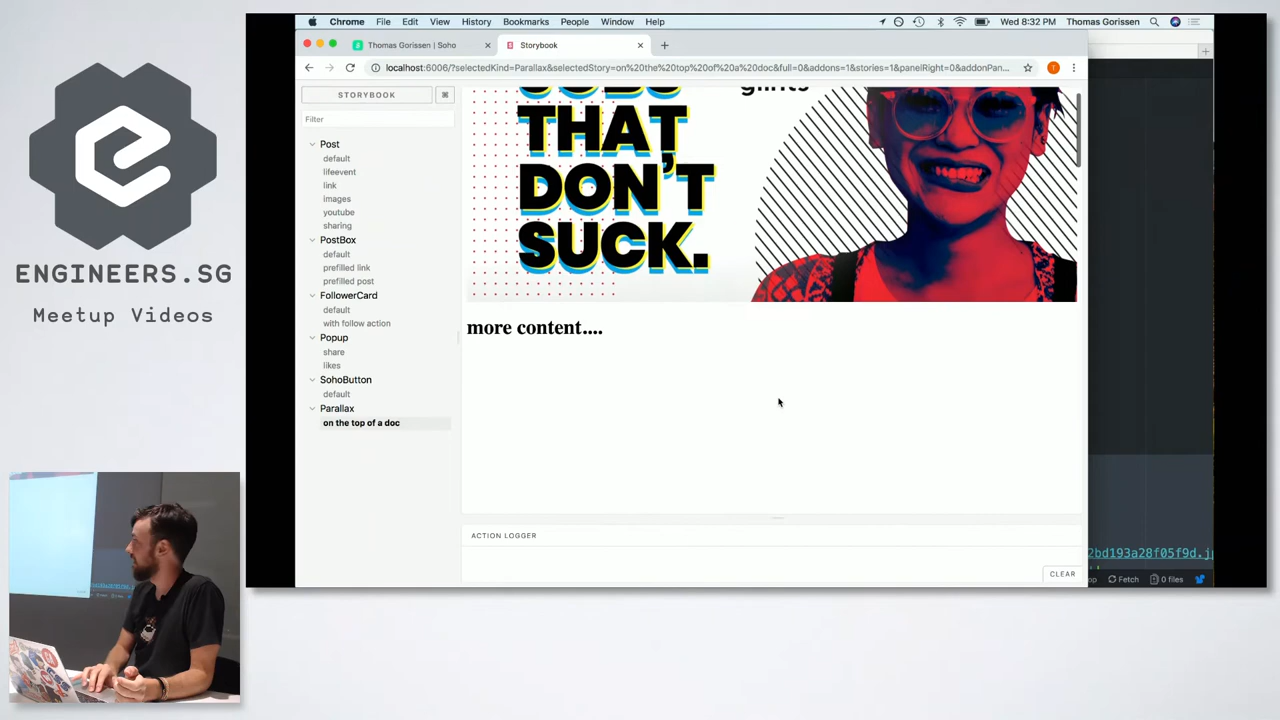 Chrome File Edit View History Bookmarks People Window Help
Wed 8:32 PM Thomas Gorissen
Thomas Gorissen | Soho
Storybook
localhost:6006/?selectedKind=Parallax&selectedStory=on%20the%20top%20of%20a%20doc&full=0&addons=1&stories=1&panelRight=0&addonPan...
T
STORYBOOK
Filter
Post
default
lifeevent
link
images
youtube
sharing
PostBox
default
prefilled link
prefilled post
FollowerCard
default
with follow action
Popup
share
likes
SohoButton
default
Parallax
on the top of a doc
THAT,
DON'T
SUCK.
more content....
ACTION LOGGER
CLEAR
2bd193a28f05f9d.jp
Fetch 0 files
ENGINEERS.SG
Meetup Videos